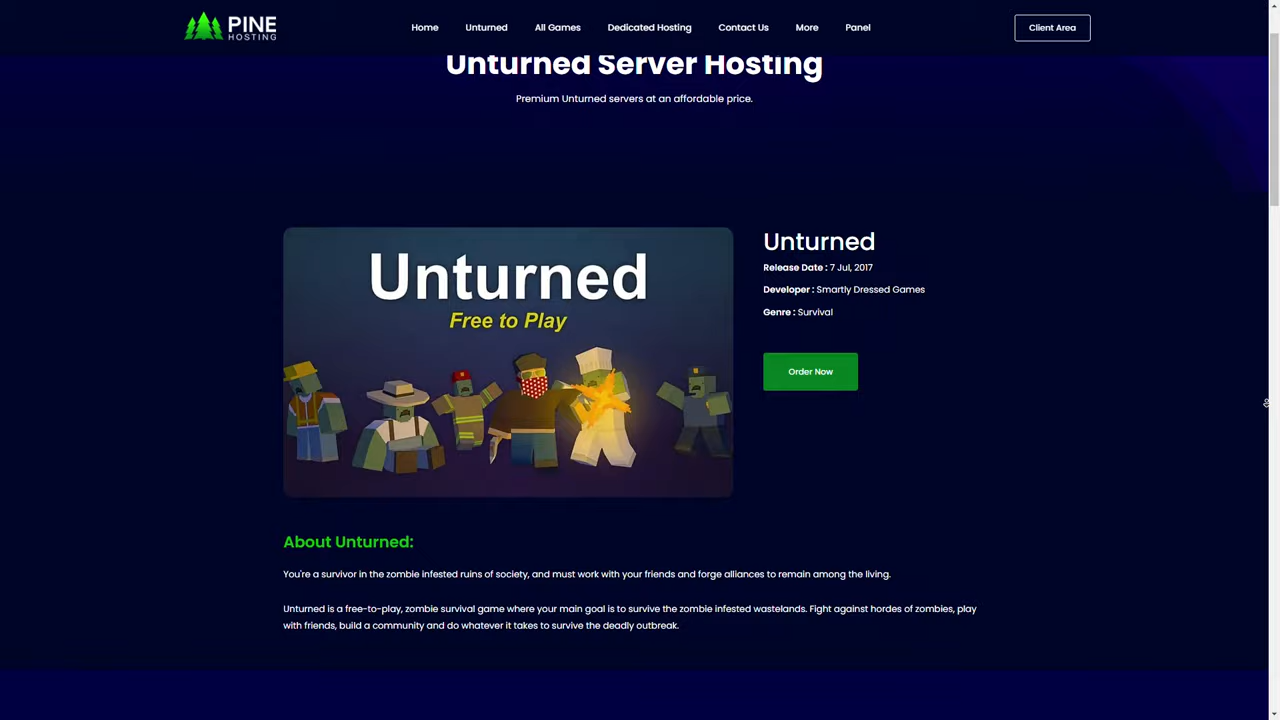 PINE
HOSTING
Home
Unturned
All Games
Dedicated Hosting
Contact Us
More
Panel
Client Area
Unturned Server Hosting
Premium Unturned servers at an affordable price.
Unturned
Free to Play
Unturned
Release Date : 7 Jul, 2017
Developer : Smartly Dressed Games
Genre : Survival
Order Now
About Unturned:
You're a survivor in the zombie infested ruins of society, and must work with your friends and forge alliances to remain among the living.
Unturned is a free-to-play, zombie survival game where your main goal is to survive the zombie infested wastelands. Fight against hordes of zombies, play
with friends, build a community and do whatever it takes to survive the deadly outbreak.